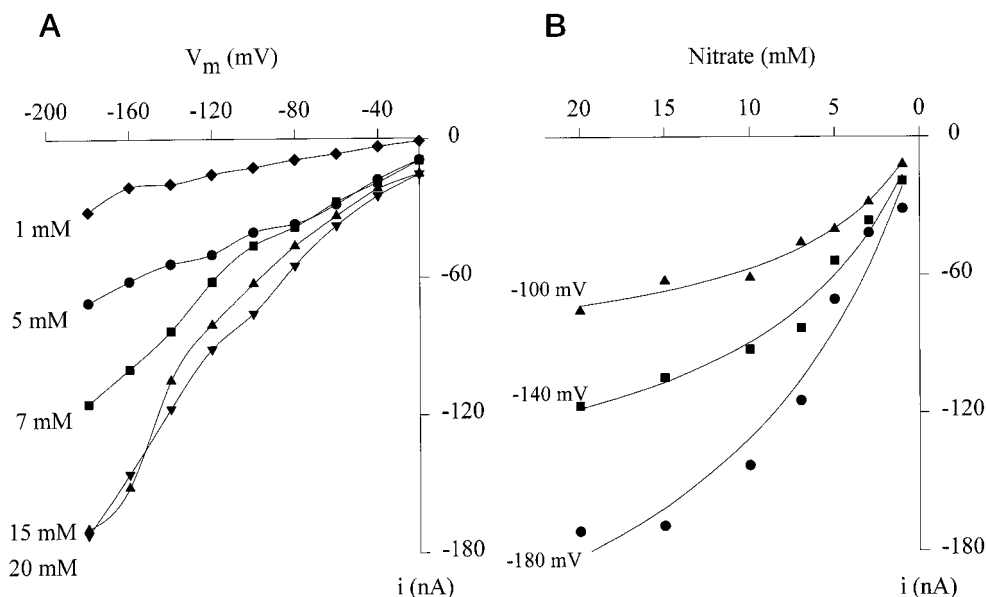 A
V_m (mV)
-200 -160 -120 -80 -40
0
-60
-120
-180
1 mM
5 mM
7 mM
15 mM
20 mM
i (nA)
B
Nitrate (mM)
20 15 10 5 0
0
-60
-120
-180
-100 mV
-140 mV
-180 mV
i (nA)